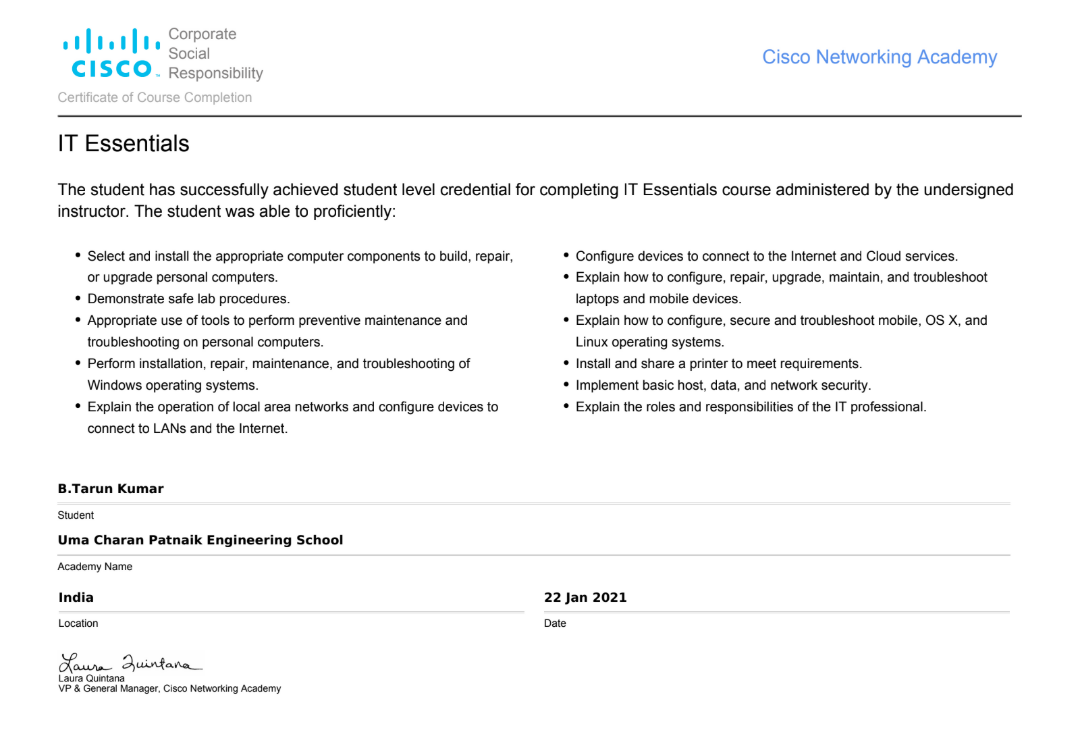 Corporate
Social
Responsibility
CISCO™
Cisco Networking Academy
Certificate of Course Completion
IT Essentials
The student has successfully achieved student level credential for completing IT Essentials course administered by the undersigned
instructor. The student was able to proficiently:
• Select and install the appropriate computer components to build, repair,
or upgrade personal computers.
• Demonstrate safe lab procedures.
• Appropriate use of tools to perform preventive maintenance and
troubleshooting on personal computers.
• Perform installation, repair, maintenance, and troubleshooting of
Windows operating systems.
• Explain the operation of local area networks and configure devices to
connect to LANs and the Internet.
• Configure devices to connect to the Internet and Cloud services.
• Explain how to configure, repair, upgrade, maintain, and troubleshoot
laptops and mobile devices.
• Explain how to configure, secure and troubleshoot mobile, OS X, and
Linux operating systems.
• Install and share a printer to meet requirements.
• Implement basic host, data, and network security.
• Explain the roles and responsibilities of the IT professional.
B.Tarun Kumar
Student
Uma Charan Patnaik Engineering School
Academy Name
India
Location
22 Jan 2021
Date
Laura Quintana
Laura Quintana
VP & General Manager, Cisco Networking Academy